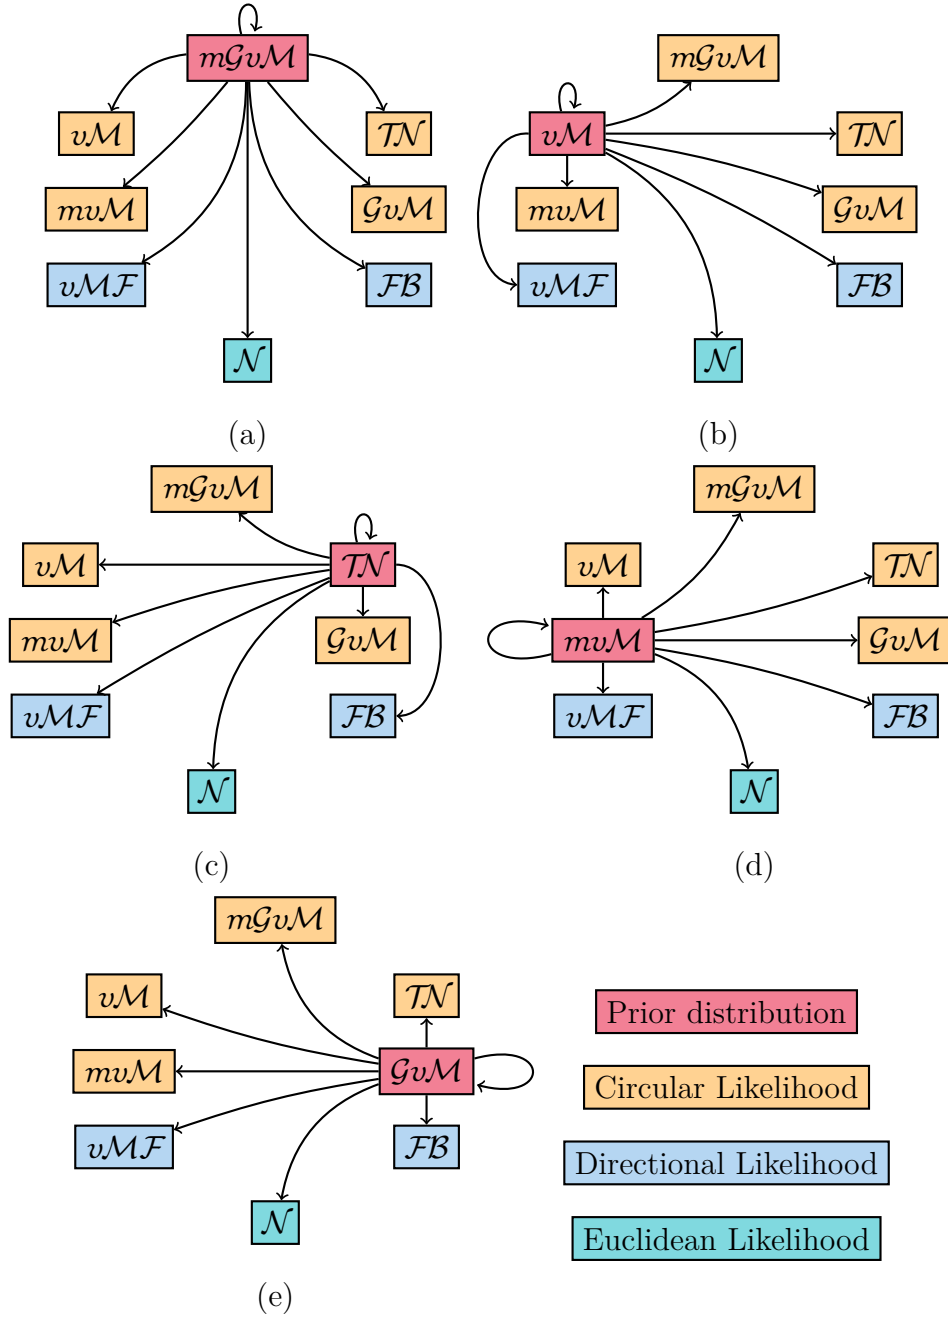 m𝒢vℳ
vℳ
𝒯𝒩
mvℳ
𝒢vℳ
vℳℱ
ℱℬ
𝒩
(a)
m𝒢vℳ
vℳ
𝒯𝒩
mvℳ
𝒢vℳ
vℳℱ
ℱℬ
𝒩
(b)
m𝒢vℳ
vℳ
𝒯𝒩
mvℳ
𝒢vℳ
vℳℱ
ℱℬ
𝒩
(c)
m𝒢vℳ
vℳ
𝒯𝒩
mvℳ
𝒢vℳ
vℳℱ
ℱℬ
𝒩
(d)
m𝒢vℳ
vℳ
𝒯𝒩
mvℳ
𝒢vℳ
vℳℱ
ℱℬ
𝒩
(e)
Prior distribution
Circular Likelihood
Directional Likelihood
Euclidean Likelihood